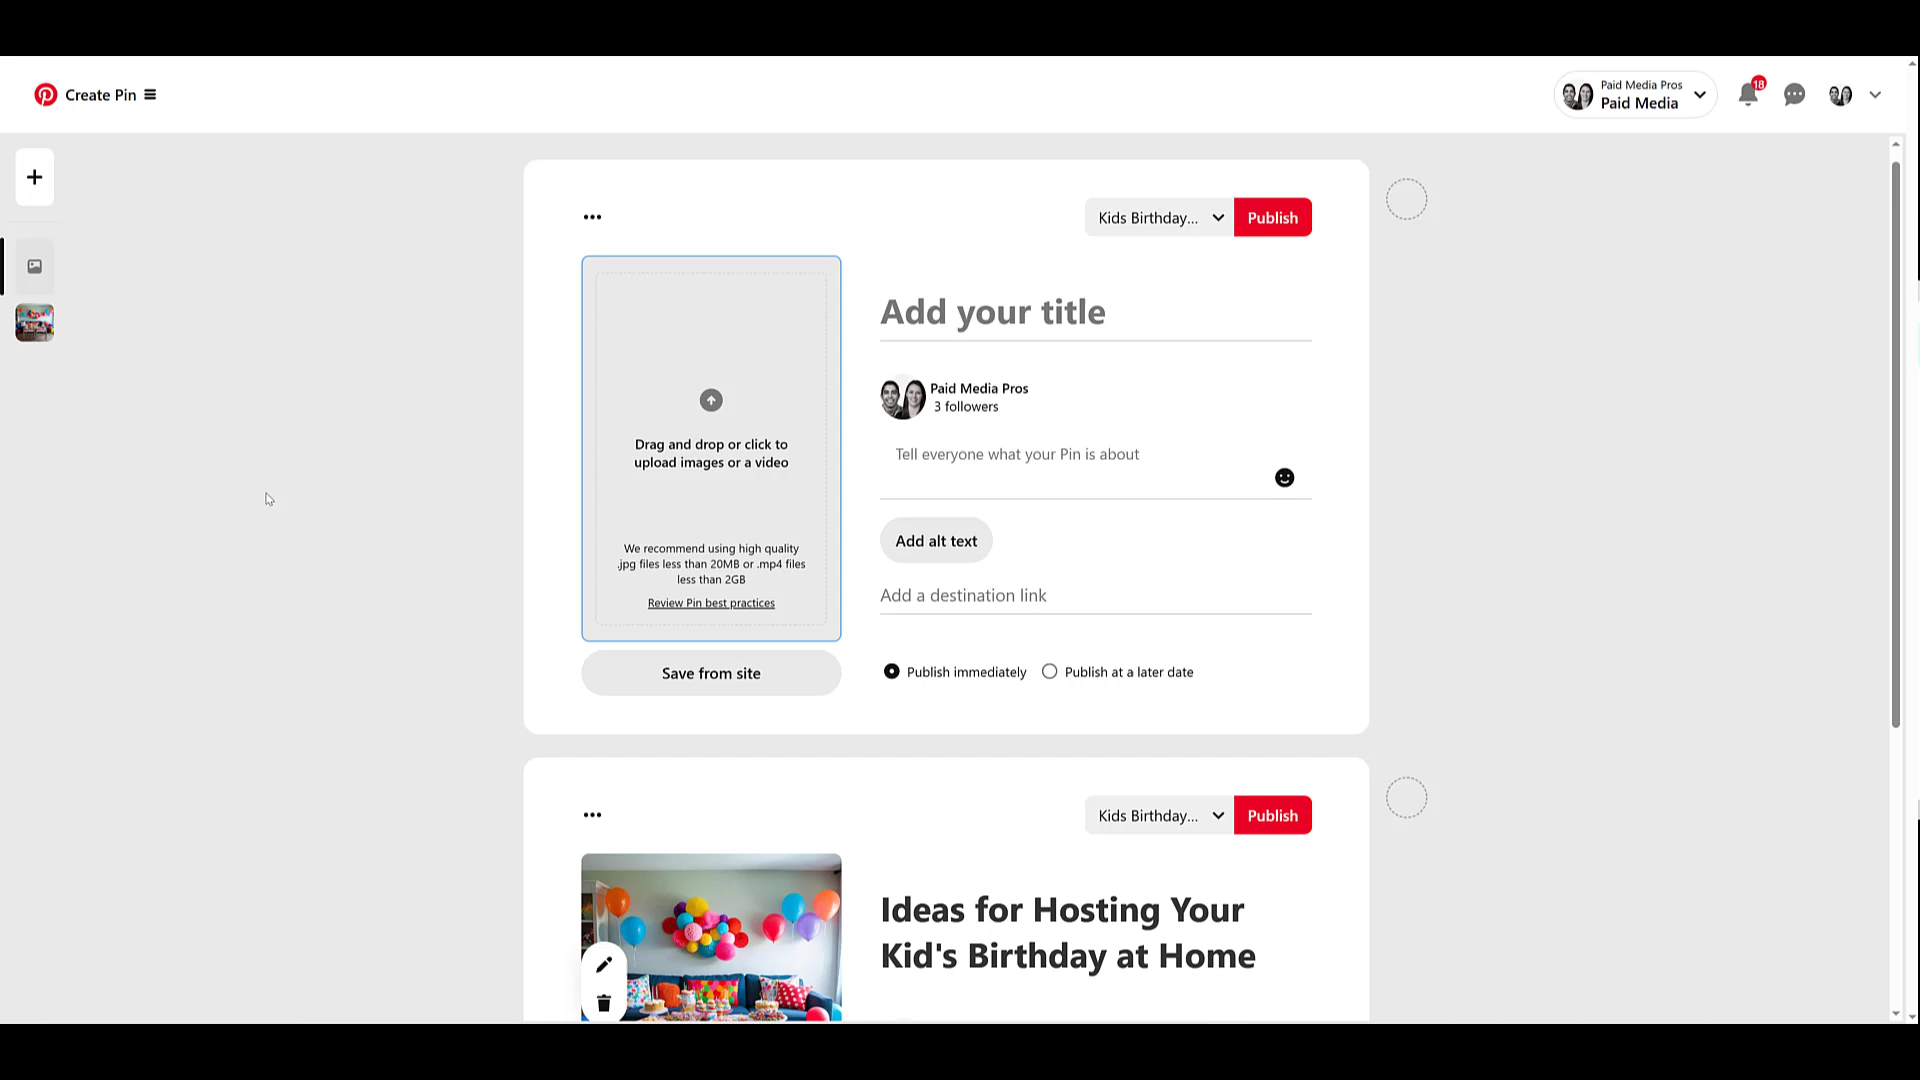 Create Pin
Paid Media Pros
Paid Media
18
Kids Birthday...
Publish
Add your title
Paid Media Pros
3 followers
Tell everyone what your Pin is about
Drag and drop or click to
upload images or a video
We recommend using high quality
.jpg files less than 20MB or .mp4 files
less than 2GB
Review Pin best practices
Add alt text
Add a destination link
Save from site
Publish immediately
Publish at a later date
Kids Birthday...
Publish
Ideas for Hosting Your
Kid's Birthday at Home